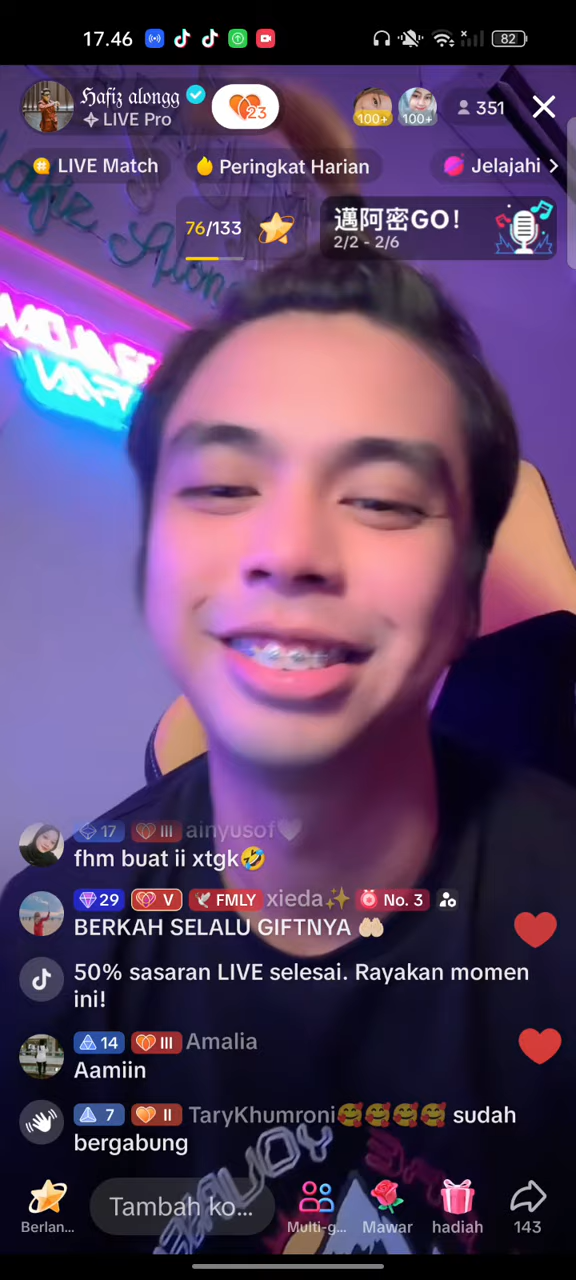 17.46
82
Hafiz alongg
LIVE Pro
23
100+
100+
351
LIVE Match
Peringkat Harian
Jelajahi
76/133
邁阿密GO!
2/2 - 2/6
17 III ainyusof🤍
fhm buat ii xtgk🤣
29 V FMLY xieda✨ No. 3
BERKAH SELALU GIFTNYA 🤲🏻
50% sasaran LIVE selesai. Rayakan momen
ini!
14 III Amalia
Aamiin
7 II TaryKhumroni🥰🥰🥰🥰 sudah
bergabung
Berlan...
Tambah ko...
Multi-g...
Mawar
hadiah
143